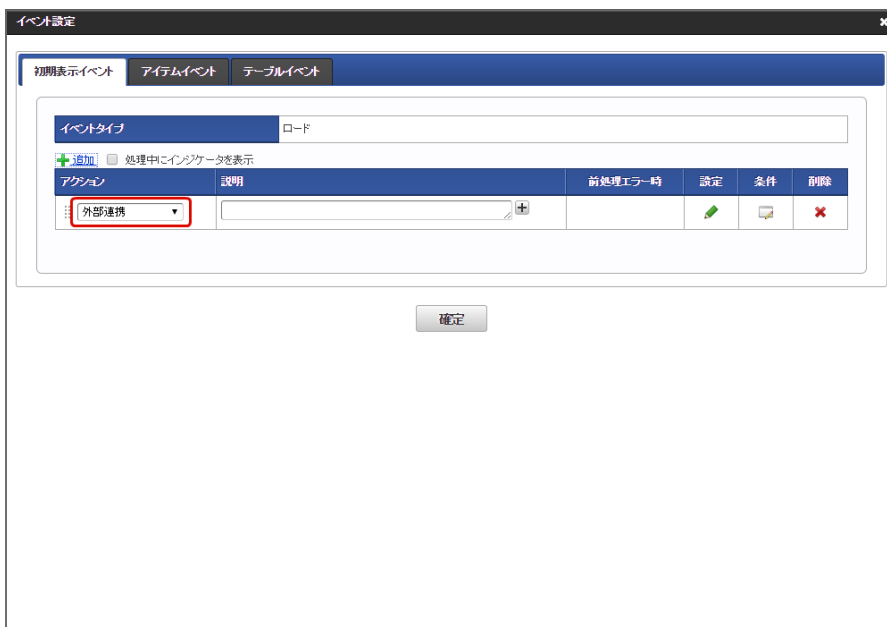 イベント設定
初期表示イベント アイテムイベント テーブルイベント
イベントタイプ ロード
追加 処理中にインジケータを表示
アクション 説明 前処理エラー時 設定 条件 削除
外部連携
確定